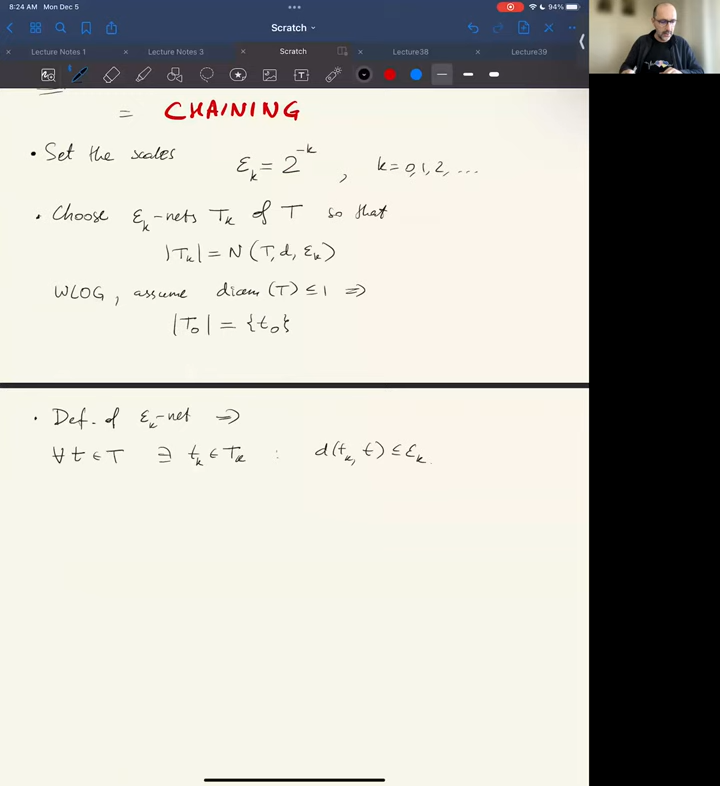 8:24 AM Mon Dec 5
94%
Scratch
Lecture Notes 1
Lecture Notes 3
Scratch
Lecture38
Lecture39
= CHAINING
• Set the scales ε_k = 2^{-k}, k = 0,1,2, ...
• Choose ε_k-nets T_k of T so that
|T_k| = N(T, d, ε_k)
WLOG, assume diam(T) ≤ 1 ⇒
|T_0| = {t_0}
• Def. of ε_k-net ⇒
∀ t ∈ T ∃ t_k ∈ T_k : d(t_k, t) ≤ ε_k.